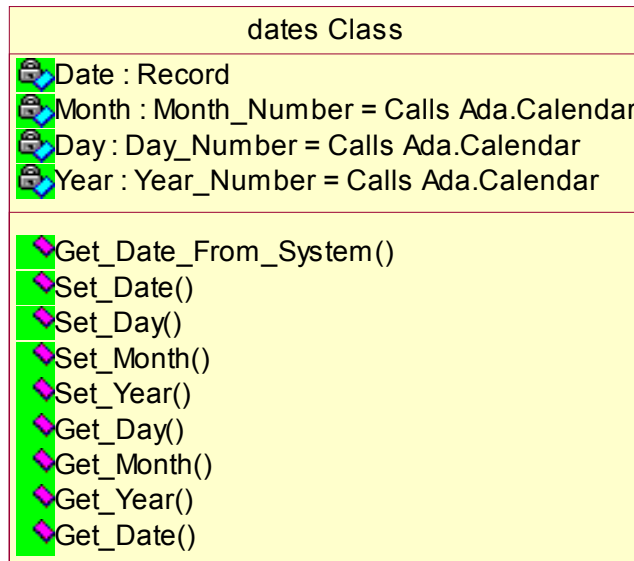 dates Class
Date : Record
Month : Month_Number = Calls Ada.Calendar
Day : Day_Number = Calls Ada.Calendar
Year : Year_Number = Calls Ada.Calendar
Get_Date_From_System()
Set_Date()
Set_Day()
Set_Month()
Set_Year()
Get_Day()
Get_Month()
Get_Year()
Get_Date()